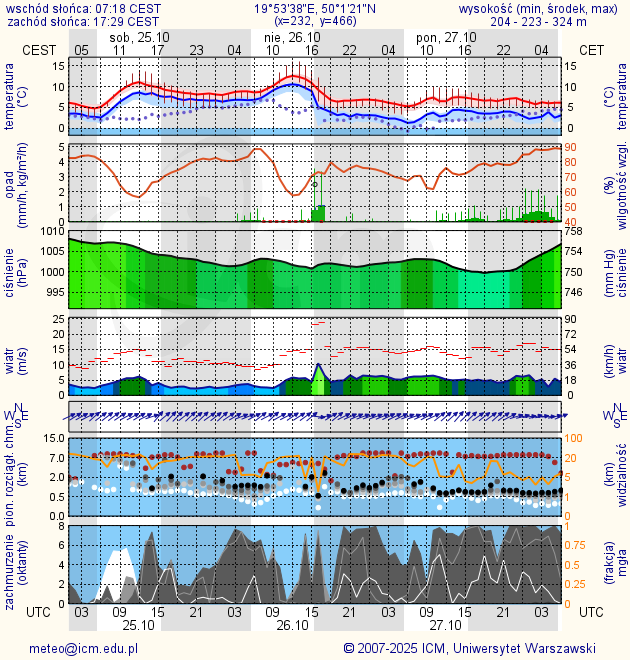 wschód słońca: 07:18 CEST 19°53'38"E, 50°1'21"N wysokość (min, środek, max)
zachód słońca: 17:29 CEST (x=232, y=466) 204 - 223 - 324 m
sob, 25.10 nie, 26.10 pon, 27.10
CEST 05 11 17 23 04 10 16 22 04 10 16 22 04 CET
temperatura (°C) 15 10 5 0 15 10 5 0 temperatura (°C)
opad (mm/h, kg/m²/h) 5 4 3 2 1 0 90 80 70 60 50 40 (%) wilgotność wzgl.
ciśnienie (hPa) 1010 1005 1000 995 758 754 750 746 (mm Hg) ciśnienie
wiatr (m/s) 25 20 15 10 5 0 90 72 54 36 18 0 (km/h) wiatr
N W E S N W E S
pion. rozciągł. chm. (km) 15.0 7.0 2.0 0.5 0.0 100 20 5 1 0 (km) widzialność
zachmurzenie (oktanty) 8 6 4 2 0 1 0.75 0.5 0.25 0 (frakcja) mgła
UTC 03 09 15 21 03 09 15 21 03 09 15 21 03 UTC
25.10 26.10 27.10
meteo@icm.edu.pl © 2007-2025 ICM, Uniwersytet Warszawski